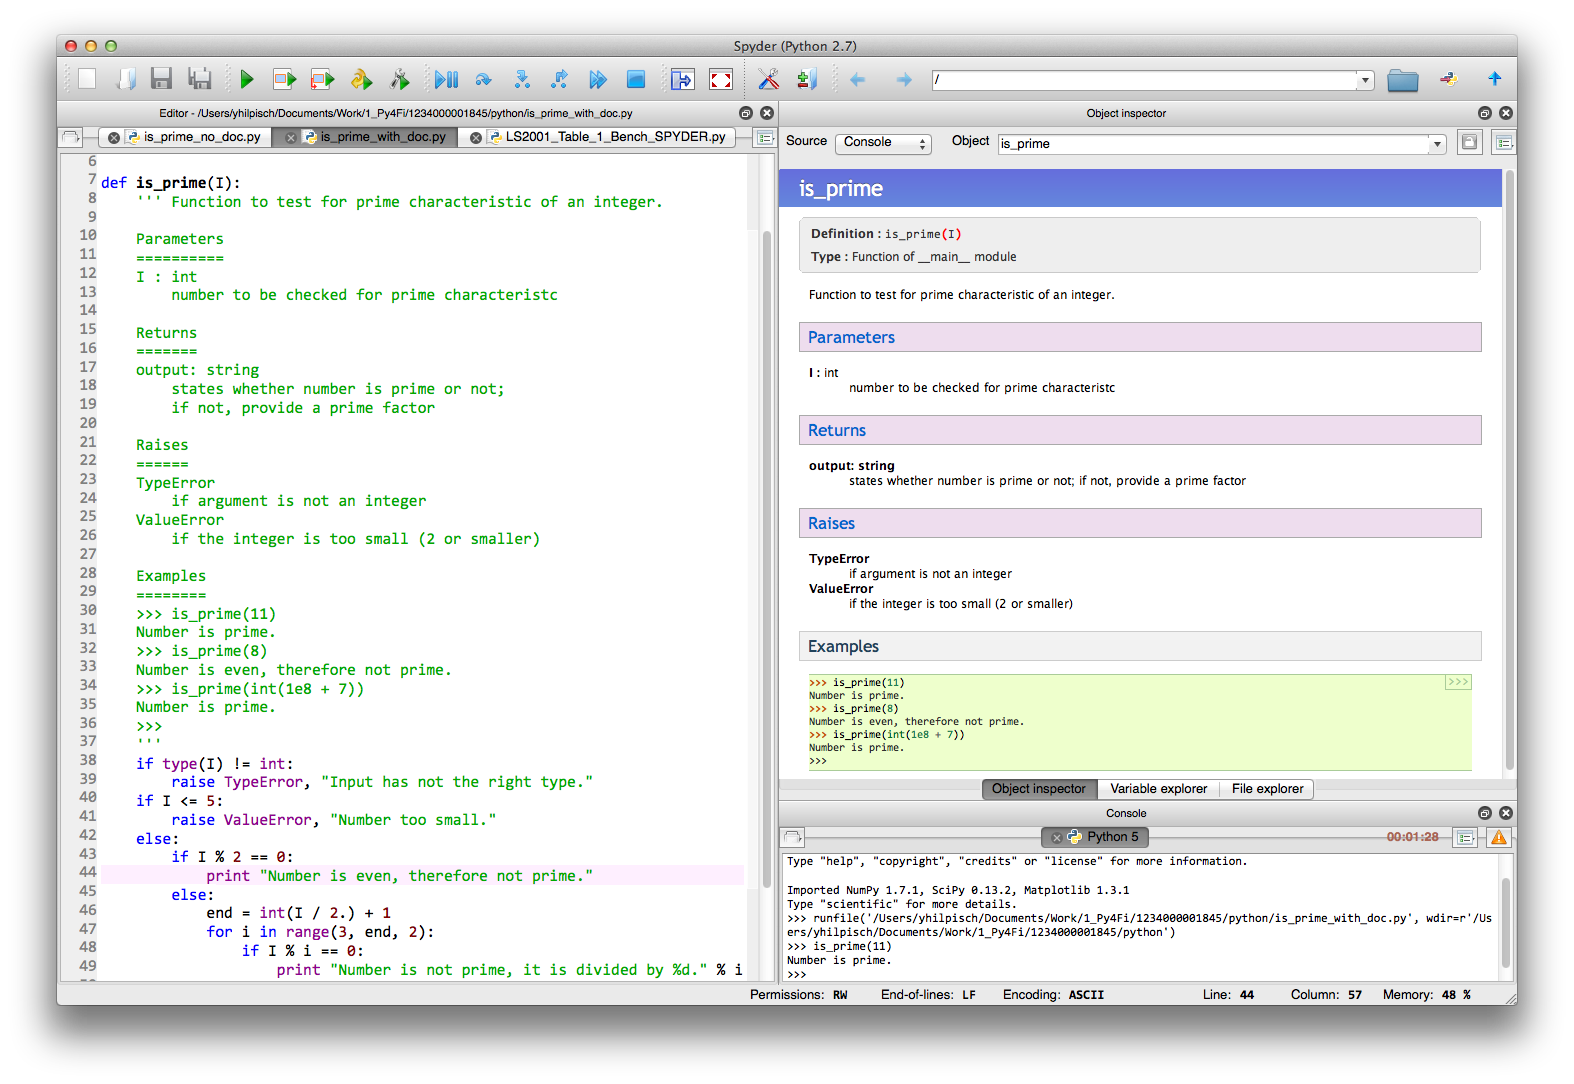 Spyder (Python 2.7)
/
Editor - /Users/yhilpisch/Documents/Work/1_Py4Fi/1234000001845/python/is_prime_with_doc.py
is_prime_no_doc.py
is_prime_with_doc.py
LS2001_Table_1_Bench_SPYDER.py
6
7 def is_prime(I):
8 ''' Function to test for prime characteristic of an integer.
9
10 Parameters
11 ==========
12 I : int
13 number to be checked for prime characteristc
14
15 Returns
16 =======
17 output: string
18 states whether number is prime or not;
19 if not, provide a prime factor
20
21 Raises
22 ======
23 TypeError
24 if argument is not an integer
25 ValueError
26 if the integer is too small (2 or smaller)
27
28 Examples
29 ========
30 >>> is_prime(11)
31 Number is prime.
32 >>> is_prime(8)
33 Number is even, therefore not prime.
34 >>> is_prime(int(1e8 + 7))
35 Number is prime.
36 >>>
37 '''
38 if type(I) != int:
39 raise TypeError, "Input has not the right type."
40 if I <= 5:
41 raise ValueError, "Number too small."
42 else:
43 if I % 2 == 0:
44 print "Number is even, therefore not prime."
45 else:
46 end = int(I / 2.) + 1
47 for i in range(3, end, 2):
48 if I % i == 0:
49 print "Number is not prime, it is divided by %d." % i
Object inspector
Source Console Object is_prime
is_prime
Definition : is_prime(I)
Type : Function of __main__ module
Function to test for prime characteristic of an integer.
Parameters
I : int
number to be checked for prime characteristc
Returns
output: string
states whether number is prime or not; if not, provide a prime factor
Raises
TypeError
if argument is not an integer
ValueError
if the integer is too small (2 or smaller)
Examples
>>> is_prime(11) >>>
Number is prime.
>>> is_prime(8)
Number is even, therefore not prime.
>>> is_prime(int(1e8 + 7))
Number is prime.
>>>
Object inspector Variable explorer File explorer
Console
Python 5 00:01:28
Type "help", "copyright", "credits" or "license" for more information.
Imported NumPy 1.7.1, SciPy 0.13.2, Matplotlib 1.3.1
Type "scientific" for more details.
>>> runfile('/Users/yhilpisch/Documents/Work/1_Py4Fi/1234000001845/python/is_prime_with_doc.py', wdir=r'/Us
ers/yhilpisch/Documents/Work/1_Py4Fi/1234000001845/python')
>>> is_prime(11)
Number is prime.
>>>
Permissions: RW End-of-lines: LF Encoding: ASCII Line: 44 Column: 57 Memory: 48 %